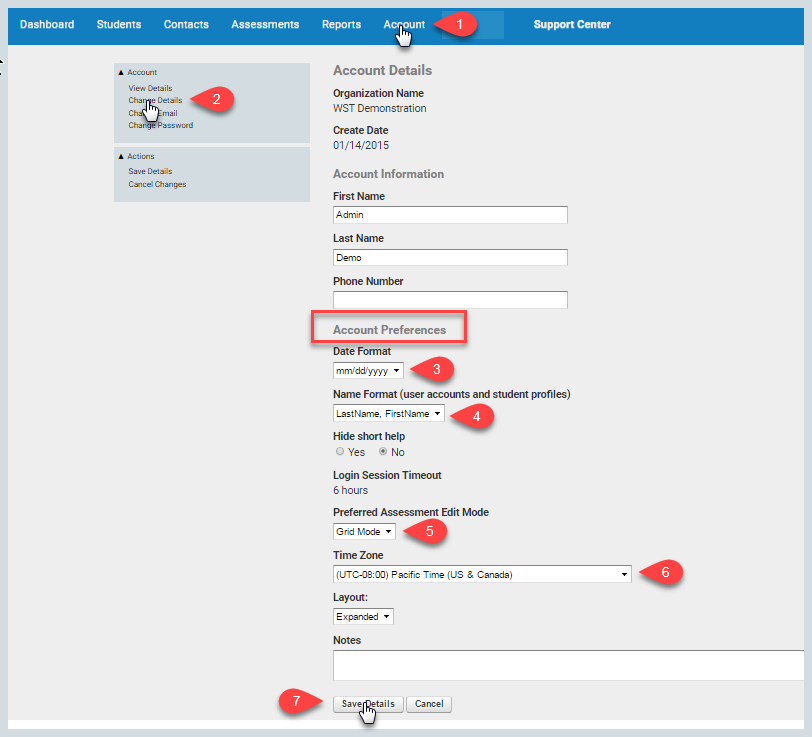 Dashboard Students Contacts Assessments Reports Account 1 Support Center
▲ Account
View Details
Change Details 2
Change Email
Change Password
▲ Actions
Save Details
Cancel Changes
Account Details
Organization Name
WST Demonstration
Create Date
01/14/2015
Account Information
First Name
Admin
Last Name
Demo
Phone Number
Account Preferences
Date Format
mm/dd/yyyy 3
Name Format (user accounts and student profiles)
LastName, FirstName 4
Hide short help
Yes No
Login Session Timeout
6 hours
Preferred Assessment Edit Mode
Grid Mode 5
Time Zone
(UTC-08:00) Pacific Time (US & Canada) 6
Layout:
Expanded
Notes
7 Save Details Cancel